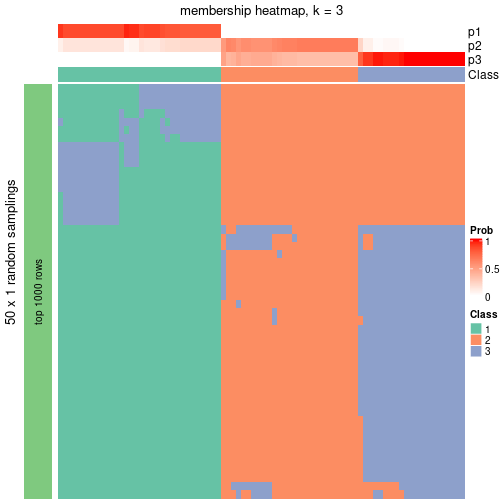 membership heatmap, k = 3
p1
p2
p3
Class
50 x 1 random samplings
top 1000 rows
Prob
1
0.5
0
Class
1
2
3